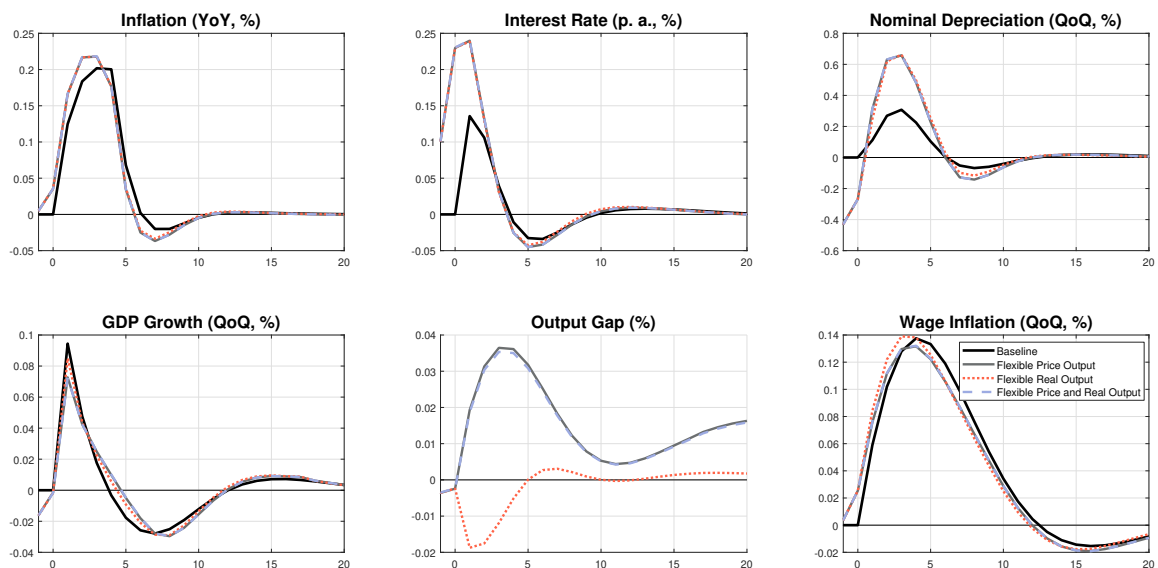 Inflation (YoY, %)
0.25
0.2
0.15
0.1
0.05
0
-0.05
0 5 10 15 20
Interest Rate (p. a., %)
0.25
0.2
0.15
0.1
0.05
0
-0.05
0 5 10 15 20
Nominal Depreciation (QoQ, %)
0.8
0.6
0.4
0.2
0
-0.2
-0.4
-0.6
0 5 10 15 20
GDP Growth (QoQ, %)
0.1
0.08
0.06
0.04
0.02
0
-0.02
-0.04
0 5 10 15 20
Output Gap (%)
0.04
0.03
0.02
0.01
0
-0.01
-0.02
0 5 10 15 20
Wage Inflation (QoQ, %)
0.14
0.12
0.1
0.08
0.06
0.04
0.02
0
-0.02
0 5 10 15 20
Baseline
Flexible Price Output
Flexible Real Output
Flexible Price and Real Output